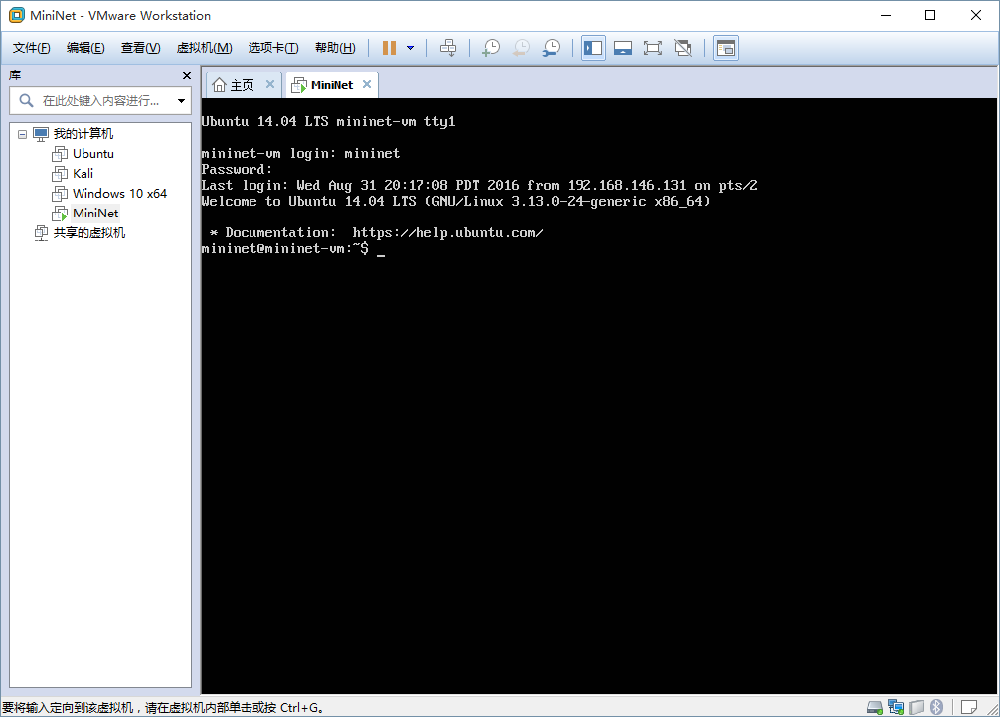 MiniNet - VMware Workstation
文件(F) 编辑(E) 查看(V) 虚拟机(M) 选项卡(T) 帮助(H)
库
在此处键入内容进行...
我的计算机
Ubuntu
Kali
Windows 10 x64
MiniNet
共享的虚拟机
主页 MiniNet
Ubuntu 14.04 LTS mininet-vm tty1
mininet-vm login: mininet
Password:
Last login: Wed Aug 31 20:17:08 PDT 2016 from 192.168.146.131 on pts/2
Welcome to Ubuntu 14.04 LTS (GNU/Linux 3.13.0-24-generic x86_64)
* Documentation:  https://help.ubuntu.com/
mininet@mininet-vm:~$ _
要将输入定向到该虚拟机，请在虚拟机内部单击或按 Ctrl+G。